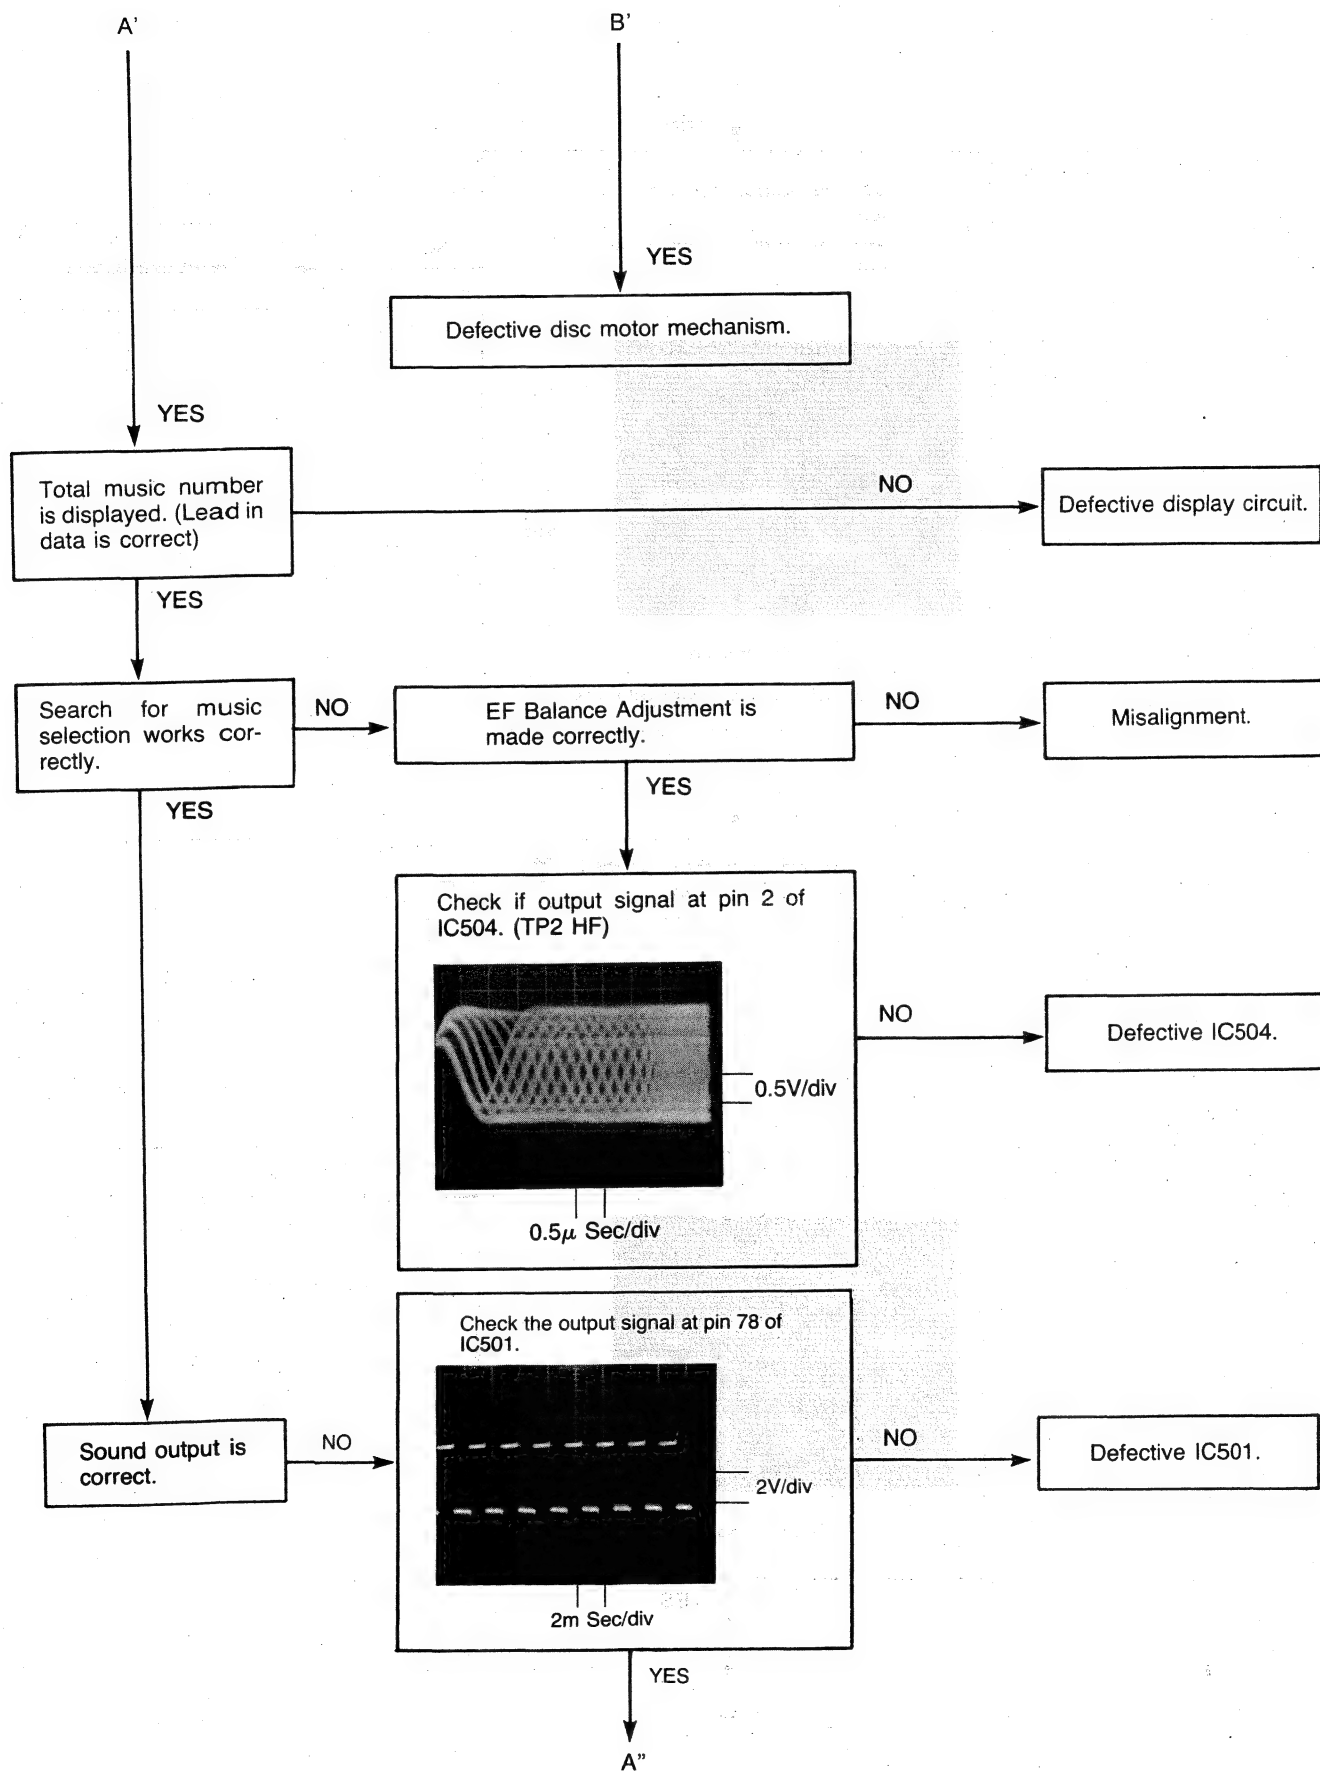 A'
B'
YES
Defective disc motor mechanism.
YES
Total music number
is displayed. (Lead in
data is correct)
NO
Defective display circuit.
YES
Search for music
selection works cor-
rectly.
NO
EF Balance Adjustment is
made correctly.
NO
Misalignment.
YES
YES
Check if output signal at pin 2 of
IC504. (TP2 HF)
0.5V/div
0.5μ Sec/div
NO
Defective IC504.
Check the output signal at pin 78 of
IC501.
2V/div
2m Sec/div
Sound output is
correct.
NO
NO
Defective IC501.
YES
A"